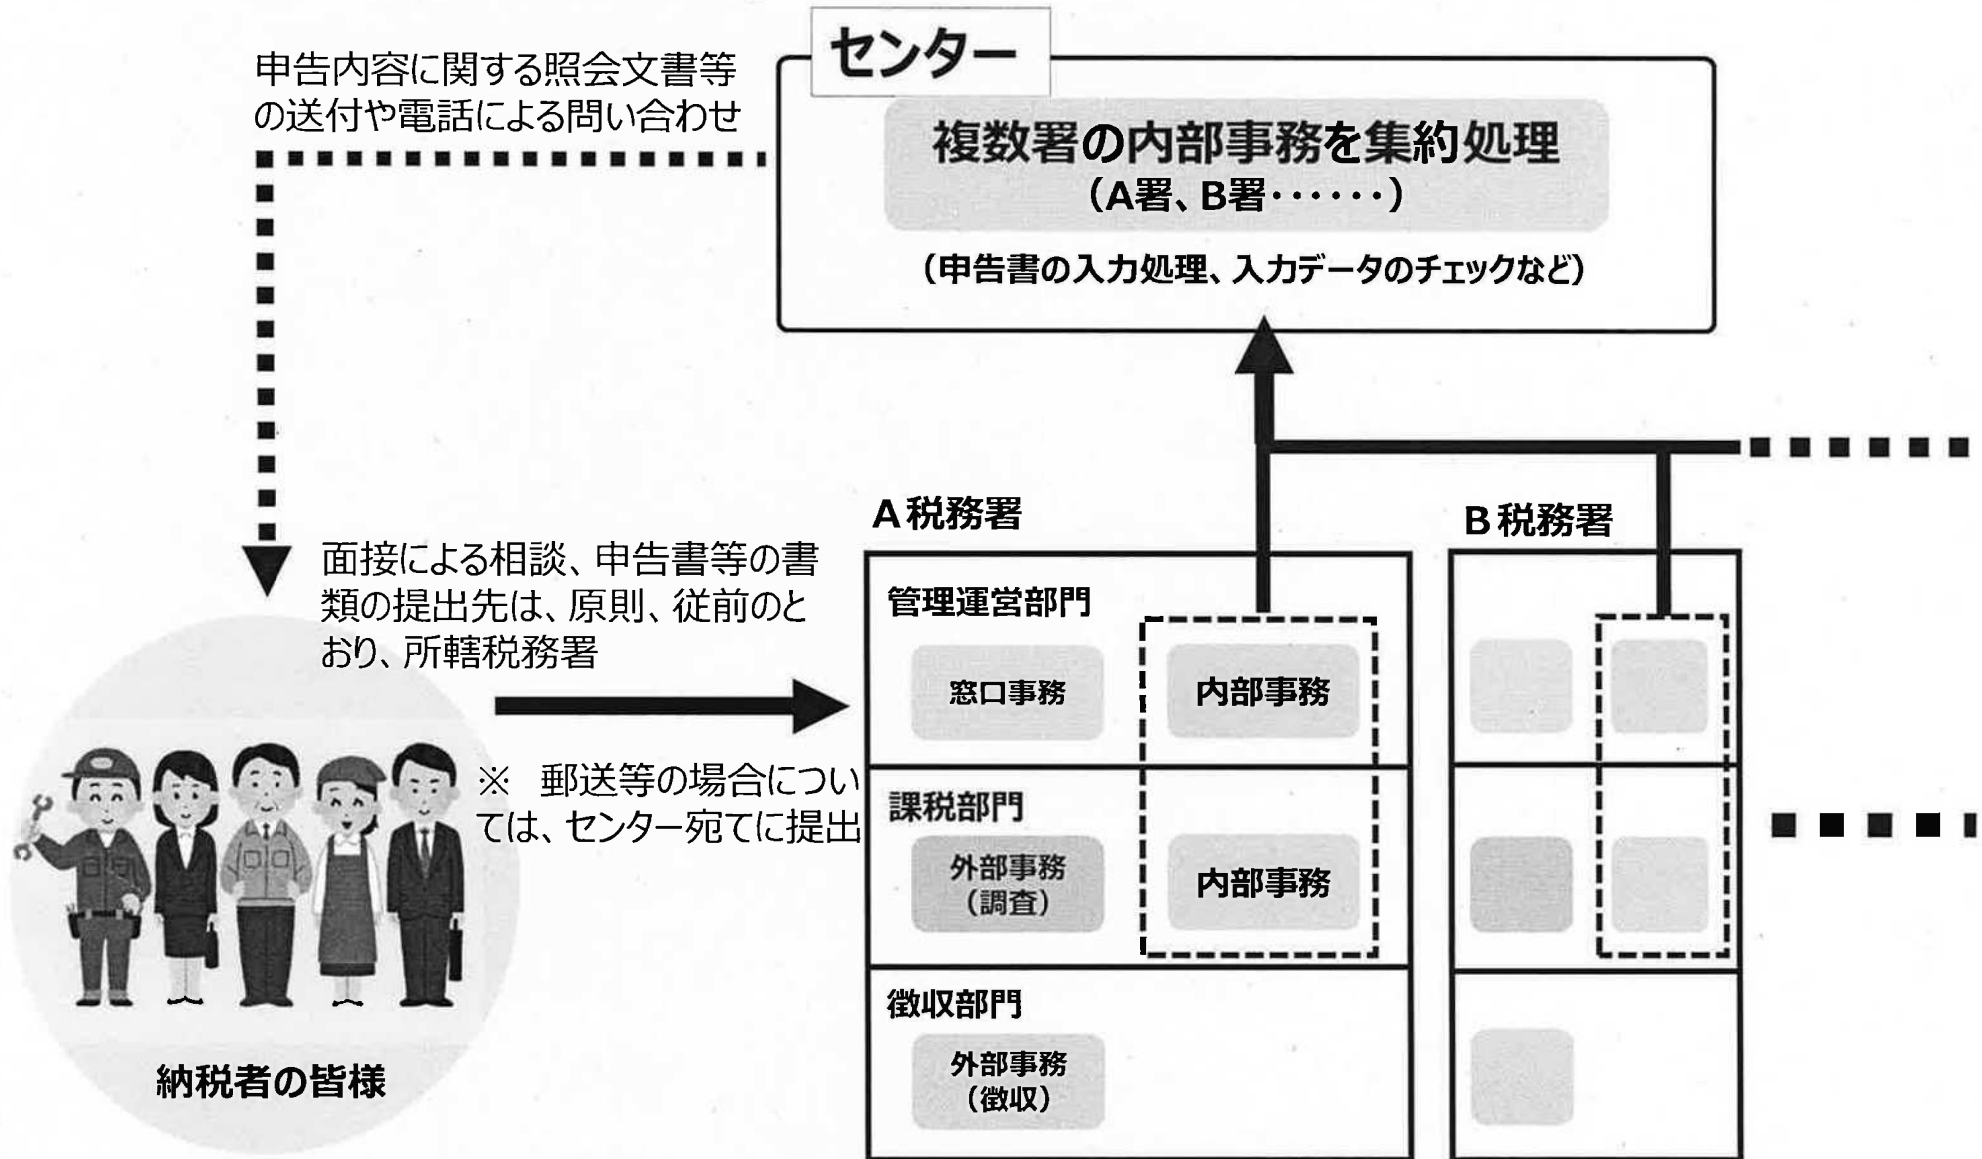 センター
申告内容に関する照会文書等
の送付や電話による問い合わせ
複数署の内部事務を集約処理
（A署、B署・・・・・・）
（申告書の入力処理、入力データのチェックなど）
面接による相談、申告書等の書
類の提出先は、原則、従前のと
おり、所轄税務署
※　郵送等の場合につい
ては、センター宛てに提出
納税者の皆様
A税務署
管理運営部門
窓口事務
内部事務
課税部門
外部事務
（調査）
内部事務
徴収部門
外部事務
（徴収）
B税務署